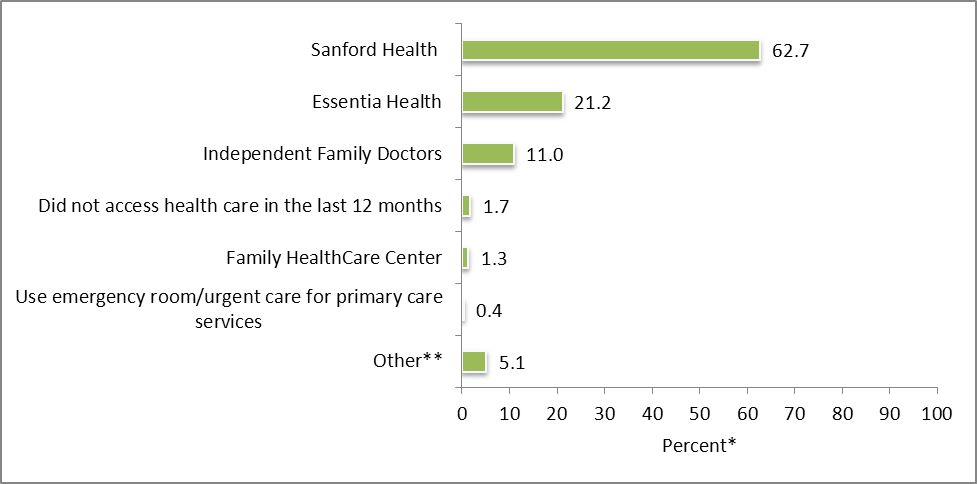 Sanford Health 62.7
Essentia Health 21.2
Independent Family Doctors 11.0
Did not access health care in the last 12 months 1.7
Family HealthCare Center 1.3
Use emergency room/urgent care for primary care
services 0.4
Other** 5.1
0 10 20 30 40 50 60 70 80 90 100
Percent*